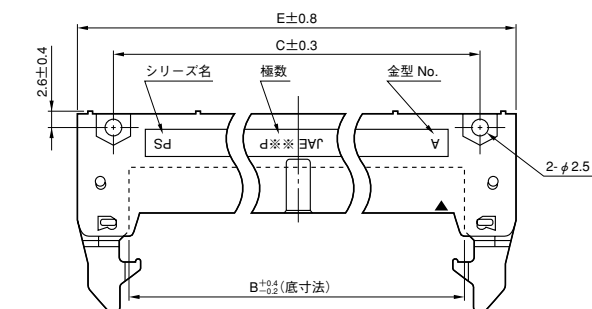 E±0.8
C±0.3
2.6±0.4
シリーズ名
極数
金型 No.
PS
JAE ※※P
A
2-φ2.5
B+0.4-0.2(底寸法)